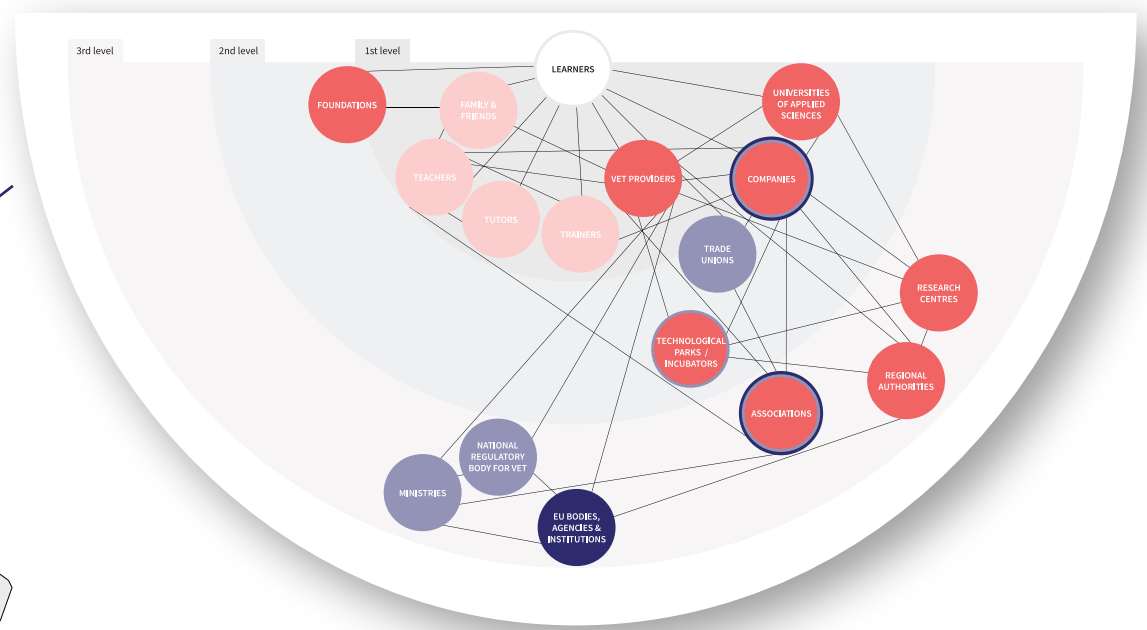 3rd level
2nd level
1st level
LEARNERS
FOUNDATIONS
FAMILY &
FRIENDS
UNIVERSITIES
OF APPLIED
SCIENCES
TEACHERS
VET PROVIDERS
COMPANIES
TUTORS
TRAINERS
TRADE
UNIONS
RESEARCH
CENTRES
TECHNOLOGICAL
PARKS /
INCUBATORS
REGIONAL
AUTHORITIES
ASSOCIATIONS
NATIONAL
REGULATORY
BODY FOR VET
MINISTRIES
EU BODIES,
AGENCIES &
INSTITUTIONS